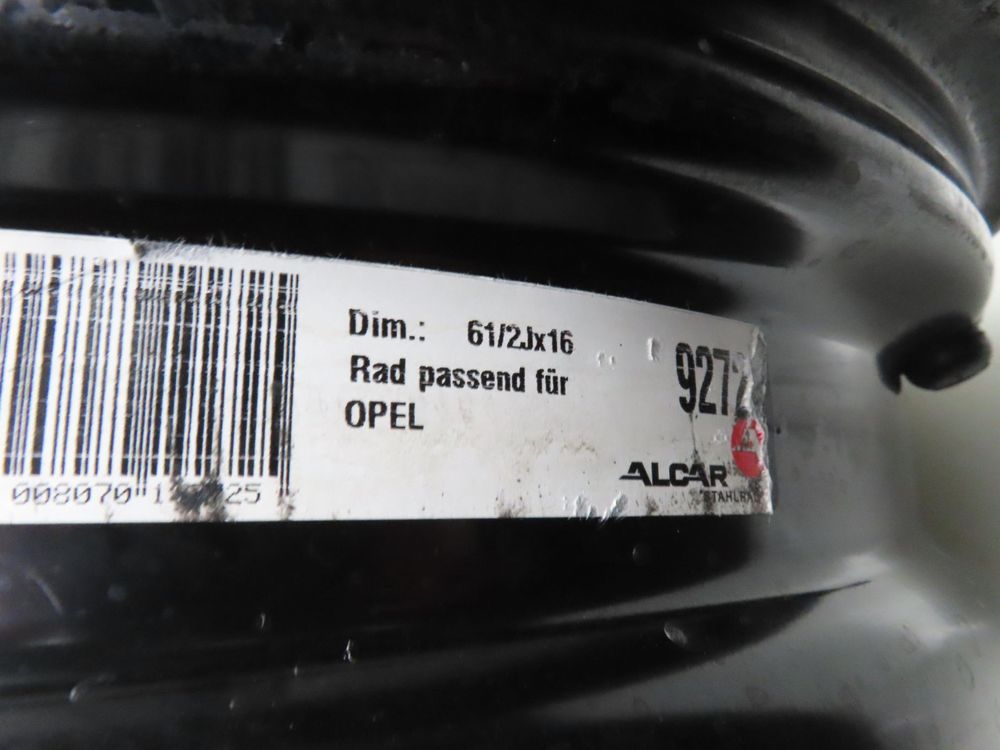 Dim.: 61/2Jx16
Rad passend für
OPEL
ALCAR